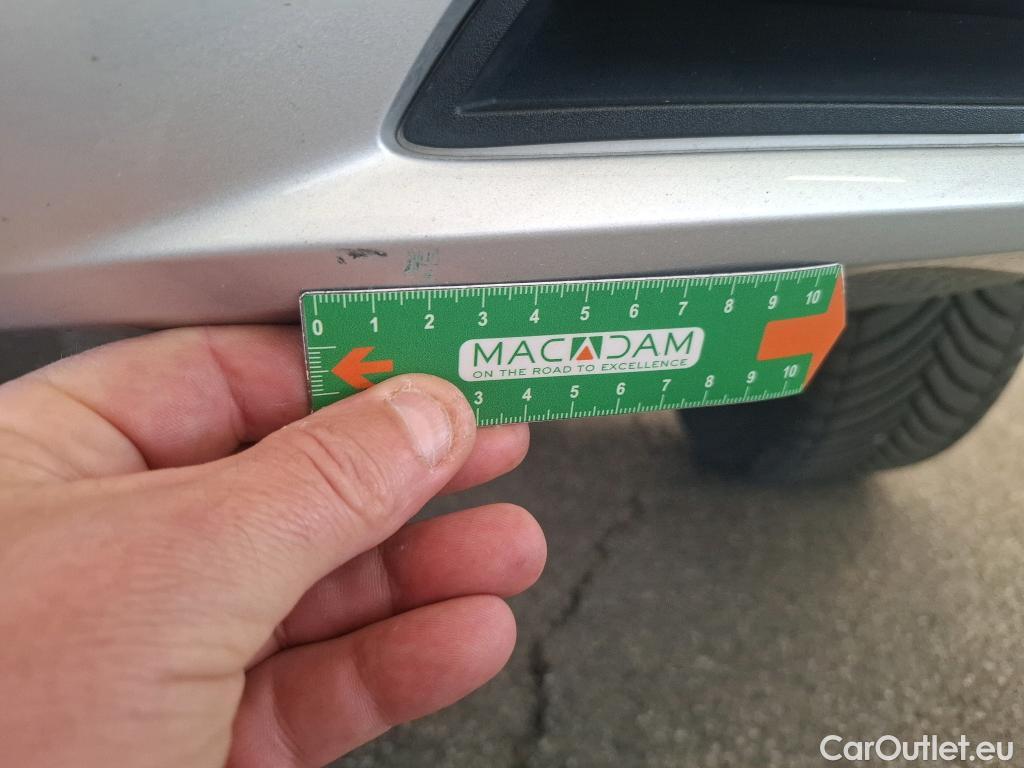 0 1 2 3 4 5 6 7 8 9 10
MACADAM
ON THE ROAD TO EXCELLENCE
3 4 5 6 7 8 9 10
CarOutlet.eu